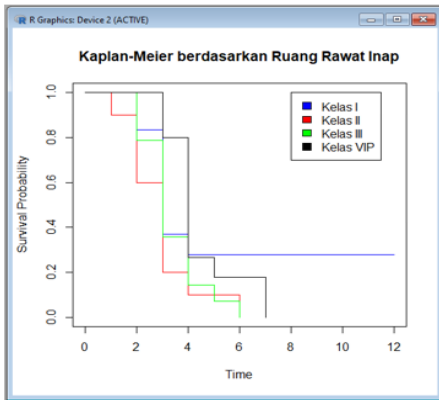 R Graphics: Device 2 (ACTIVE)
Kaplan-Meier berdasarkan Ruang Rawat Inap
Survival Probability
1.0
0.8
0.6
0.4
0.2
0.0
Kelas I
Kelas II
Kelas III
Kelas VIP
0 2 4 6 8 10 12
Time